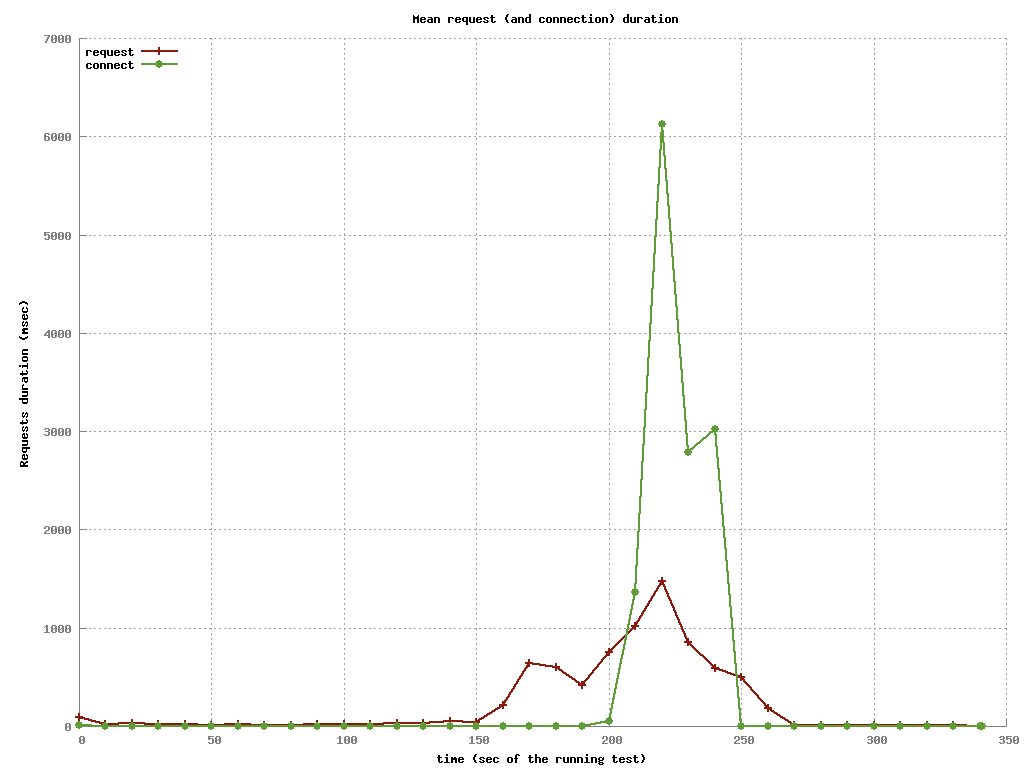 Mean request (and connection) duration
7000
request
connect
6000
5000
4000
3000
2000
1000
0
Requests duration (msec)
0 50 100 150 200 250 300 350
time (sec of the running test)